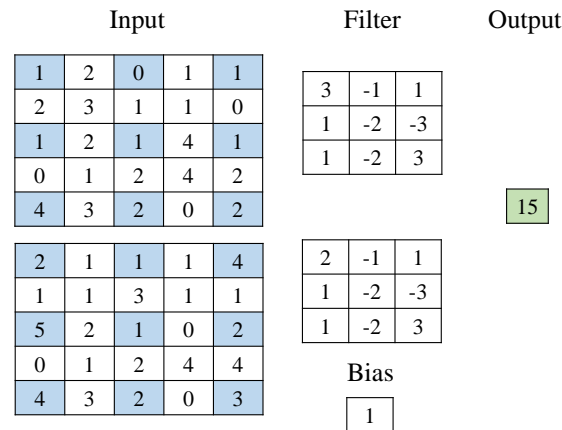 Input Filter Output
1 2 0 1 1
2 3 1 1 0
1 2 1 4 1
0 1 2 4 2
4 3 2 0 2
3 -1 1
1 -2 -3
1 -2 3
15
2 1 1 1 4
1 1 3 1 1
5 2 1 0 2
0 1 2 4 4
4 3 2 0 3
2 -1 1
1 -2 -3
1 -2 3
Bias
1